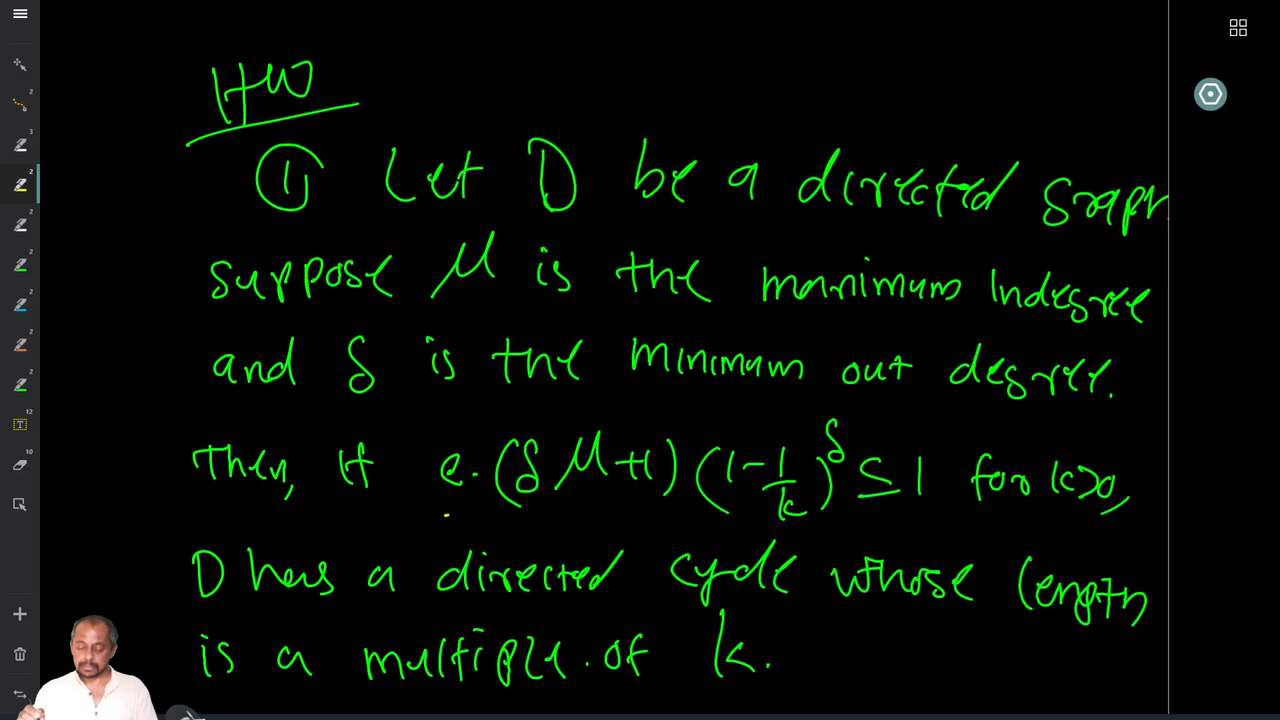 HW
① Let D be a directed graph
suppose μ is the maximum Indegree
and δ is the minimum out degree.
Then, If e.(δ μ+1)(1-1/k)^δ ≤ 1 for k>0,
D has a directed cycle whose length
is a multiple.of k.